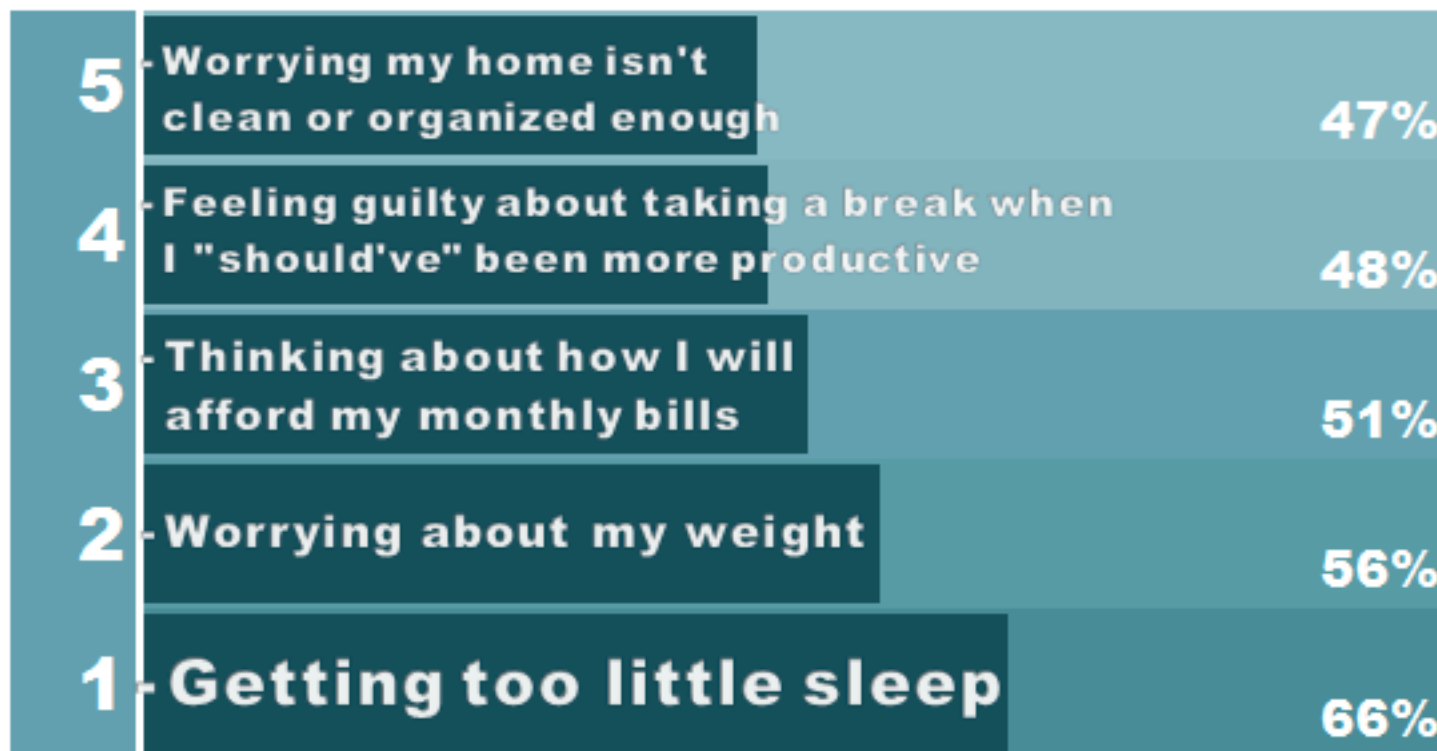 5
Worrying my home isn't
clean or organized enough
47%
4
Feeling guilty about taking a break when
I "should've" been more productive
48%
3
Thinking about how I will
afford my monthly bills
51%
2
Worrying about my weight
56%
1
Getting too little sleep
66%